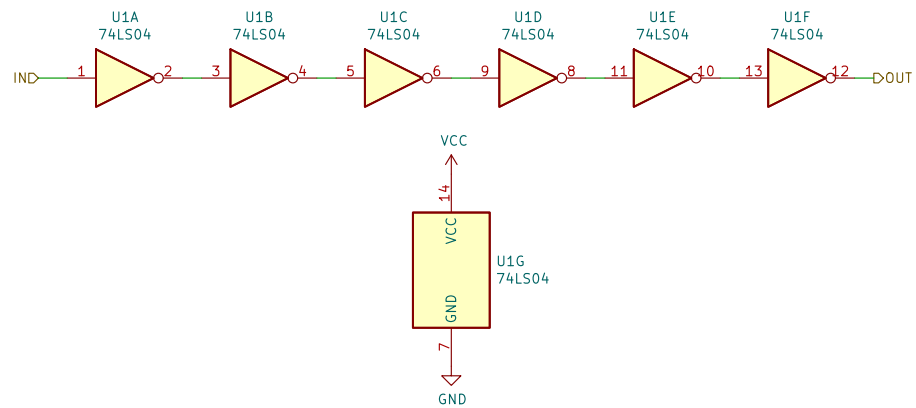 U1A
74LS04
U1B
74LS04
U1C
74LS04
U1D
74LS04
U1E
74LS04
U1F
74LS04
IN 1 2 3 4 5 6 9 8 11 10 13 12 OUT
VCC
14
VCC
U1G
74LS04
GND
7
GND